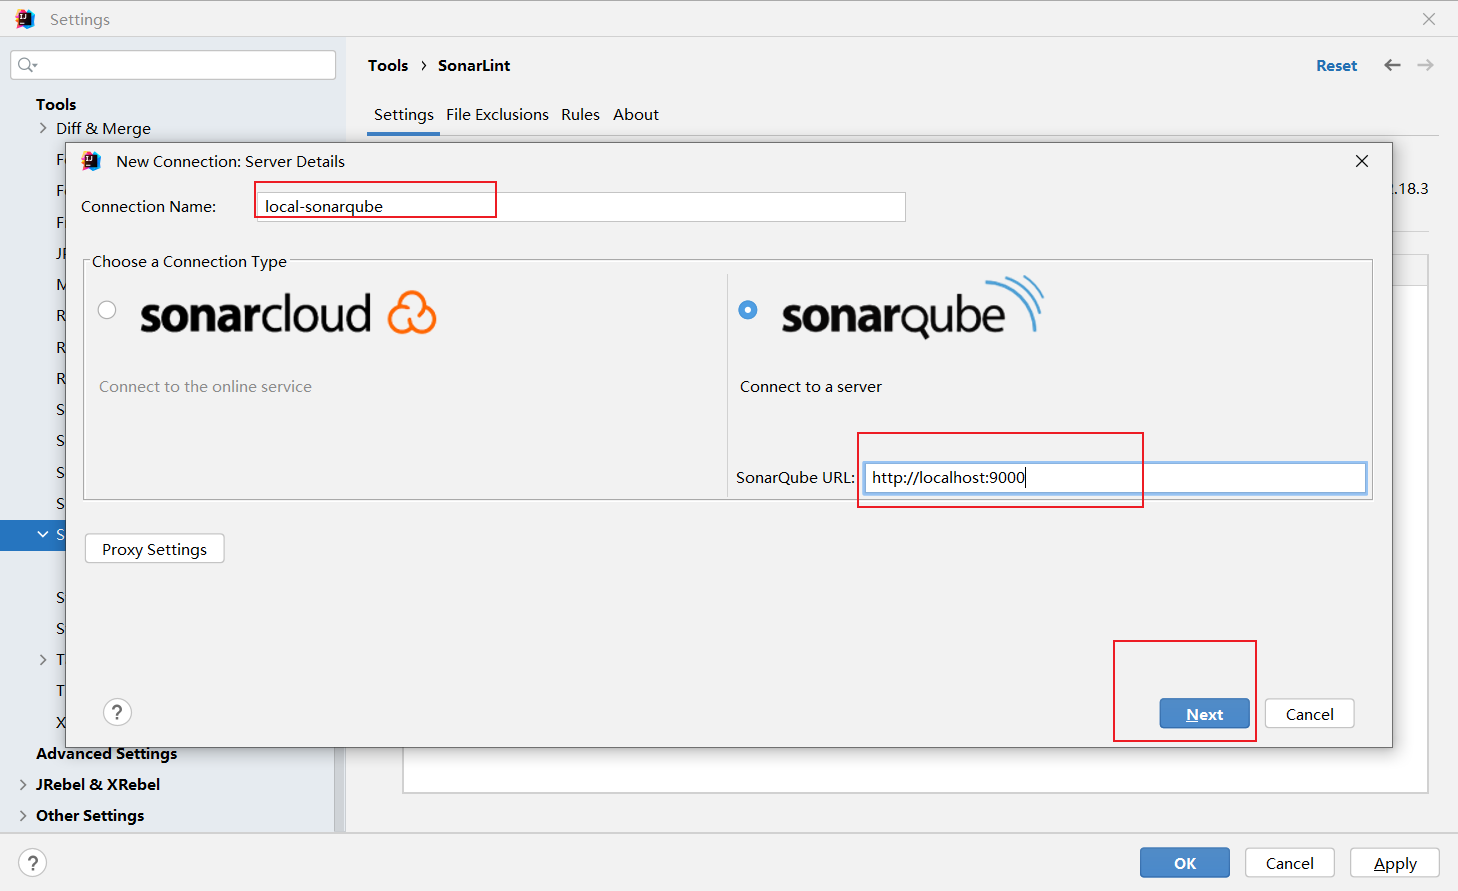 Settings
Tools › SonarLint
Reset
Tools
Settings File Exclusions Rules About
Diff & Merge
New Connection: Server Details
.18.3
Connection Name: local-sonarqube
Choose a Connection Type
sonarcloud
sonarqube
Connect to the online service
Connect to a server
SonarQube URL: http://localhost:9000
Proxy Settings
?
Next
Cancel
Advanced Settings
JRebel & XRebel
Other Settings
?
OK
Cancel
Apply